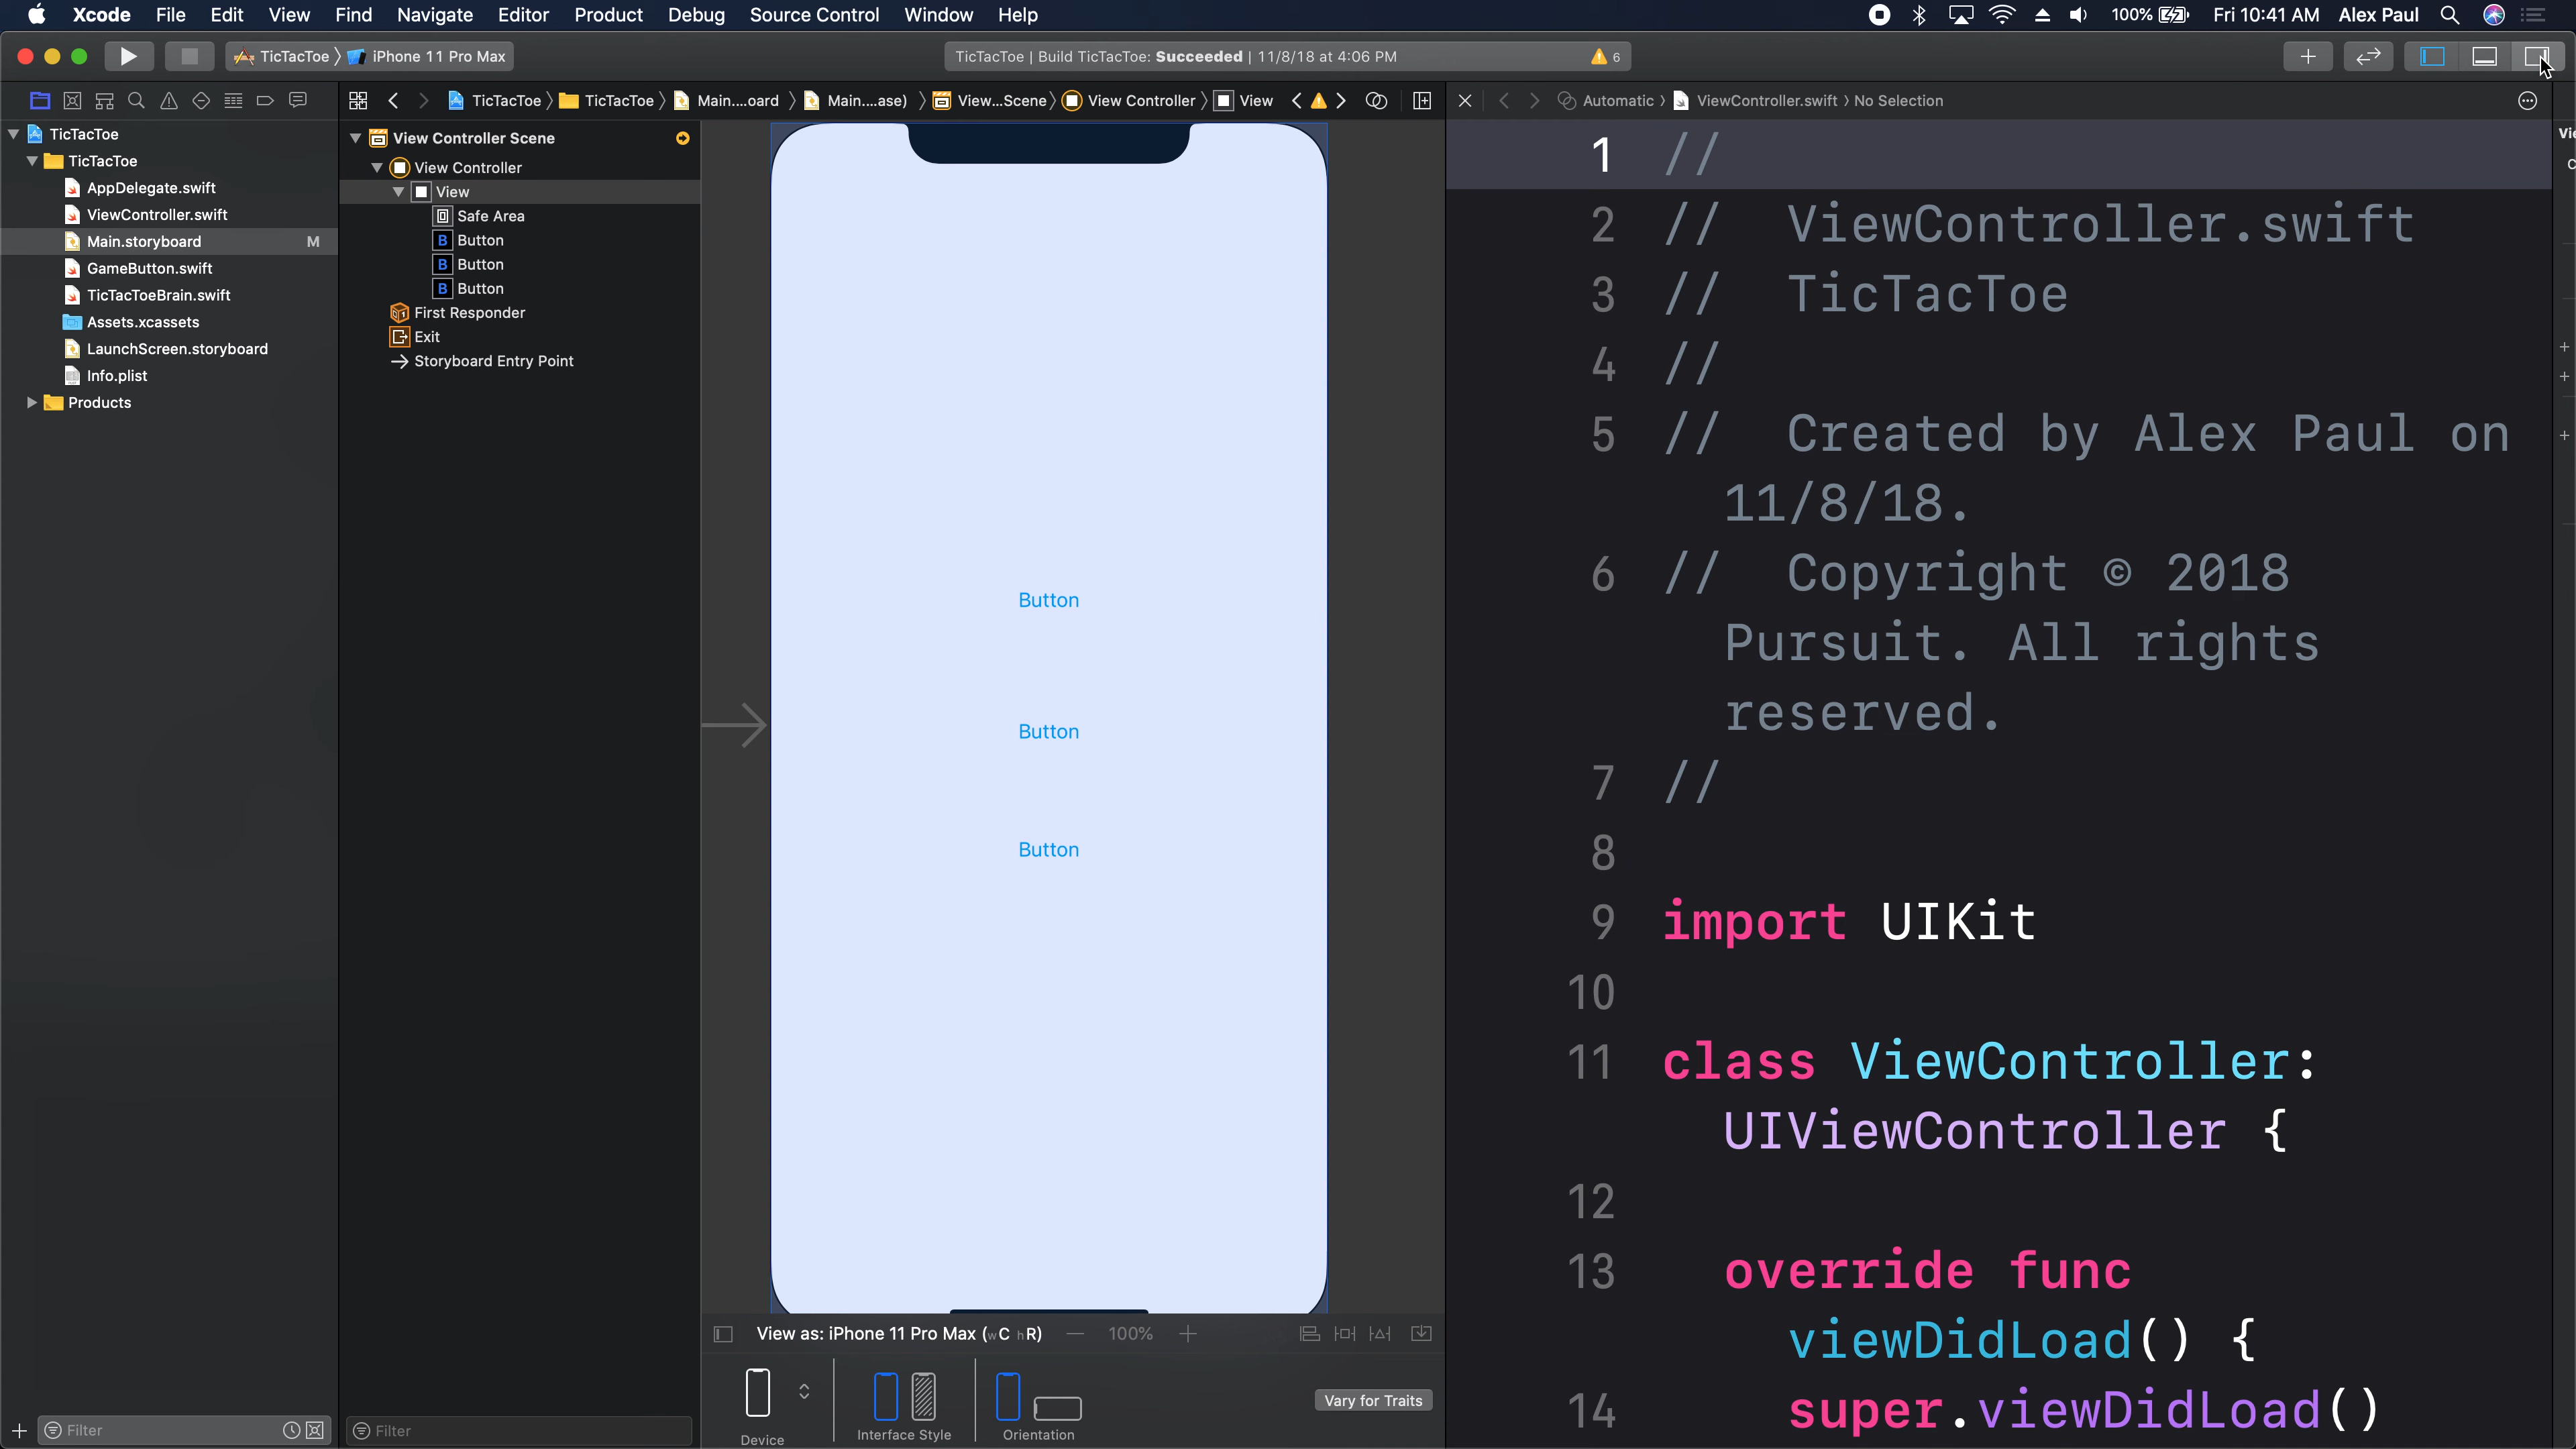 Xcode File Edit View Find Navigate Editor Product Debug Source Control Window Help
100% Fri 10:41 AM Alex Paul
TicTacToe iPhone 11 Pro Max
TicTacToe | Build TicTacToe: Succeeded | 11/8/18 at 4:06 PM
6
TicTacToe
TicTacToe
AppDelegate.swift
ViewController.swift
Main.storyboard M
GameButton.swift
TicTacToeBrain.swift
Assets.xcassets
LaunchScreen.storyboard
Info.plist
Products
Filter
TicTacToe TicTacToe Main....oard Main....ase) View...Scene View Controller View
View Controller Scene
View Controller
View
Safe Area
B Button
B Button
B Button
First Responder
Exit
Storyboard Entry Point
Filter
Button
Button
Button
View as: iPhone 11 Pro Max (wC hR) 100%
Device
Interface Style
Orientation
Vary for Traits
Automatic ViewController.swift No Selection
1 //
2 // ViewController.swift
3 // TicTacToe
4 //
5 // Created by Alex Paul on
11/8/18.
6 // Copyright © 2018
Pursuit. All rights
reserved.
7 //
8
9 import UIKit
10
11 class ViewController:
UIViewController {
12
13 override func
viewDidLoad() {
14 super.viewDidLoad()